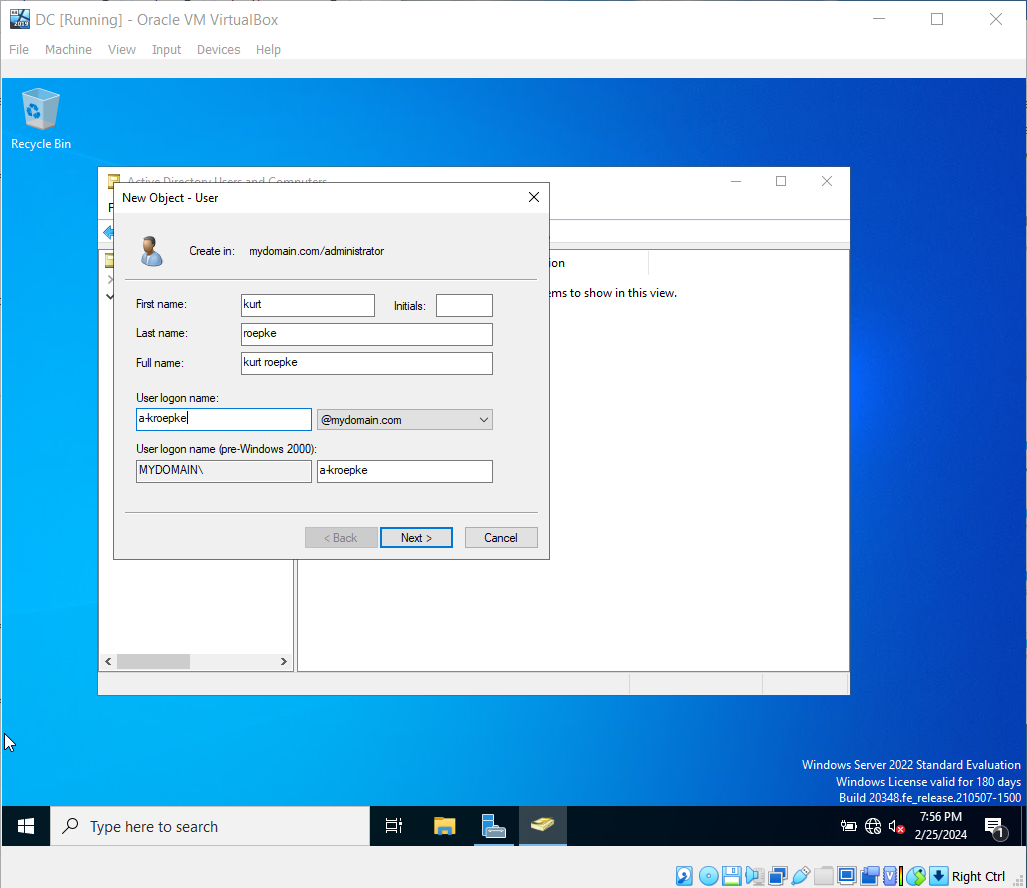 DC [Running] - Oracle VM VirtualBox
File Machine View Input Devices Help
Recycle Bin
Active Directory Users and Computers
New Object - User
Create in: mydomain.com/administrator
First name: kurt Initials:
Last name: roepke
Full name: kurt roepke
User logon name:
a-kroepke @mydomain.com
User logon name (pre-Windows 2000):
MYDOMAIN\ a-kroepke
< Back Next > Cancel
ion
ems to show in this view.
Windows Server 2022 Standard Evaluation
Windows License valid for 180 days
Build 20348.fe_release.210507-1500
Type here to search
7:56 PM
2/25/2024
1
Right Ctrl